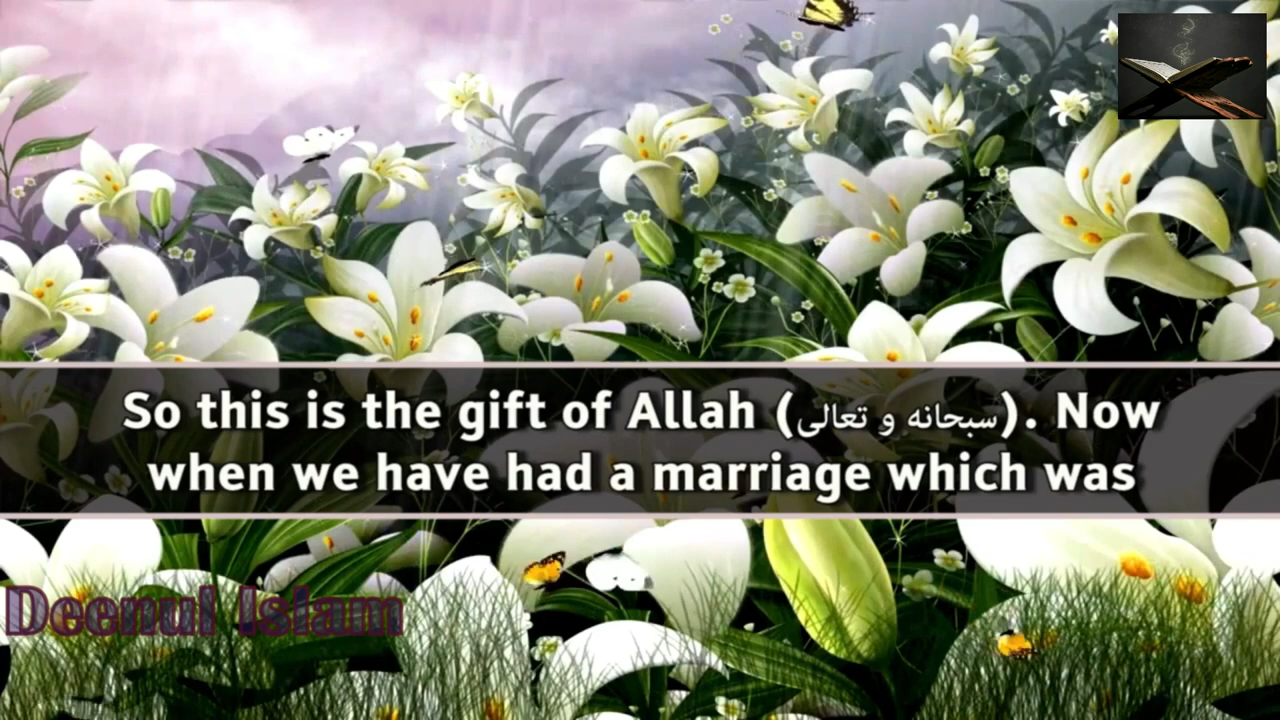 So this is the gift of Allah (سبحانه و تعالى). Now
when we have had a marriage which was
Deenul Islam